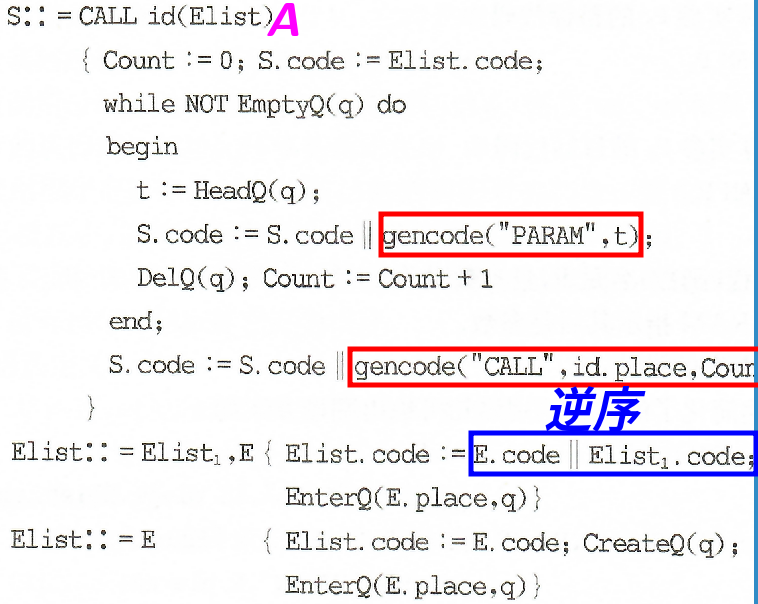 S::=CALL id(Elist) A
{ Count := 0; S.code := Elist.code;
while NOT EmptyQ(q) do
begin
t := HeadQ(q);
S.code := S.code || gencode("PARAM",t);
DelQ(q); Count := Count + 1
end;
S.code := S.code || gencode("CALL",id.place,Coun
}
逆序
Elist::=Elist₁,E { Elist.code := E.code || Elist₁.code;
EnterQ(E.place,q)}
Elist::=E { Elist.code := E.code; CreateQ(q);
EnterQ(E.place,q)}